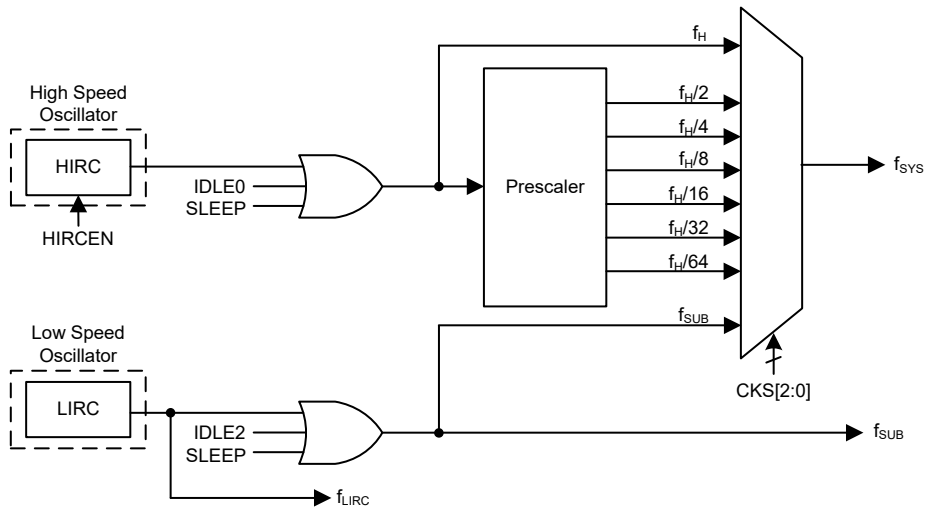 High Speed
Oscillator
HIRC
HIRCEN
IDLE0
SLEEP
Prescaler
fH
fH/2
fH/4
fH/8
fH/16
fH/32
fH/64
fSUB
CKS[2:0]
fSYS
Low Speed
Oscillator
LIRC
IDLE2
SLEEP
fSUB
fLIRC